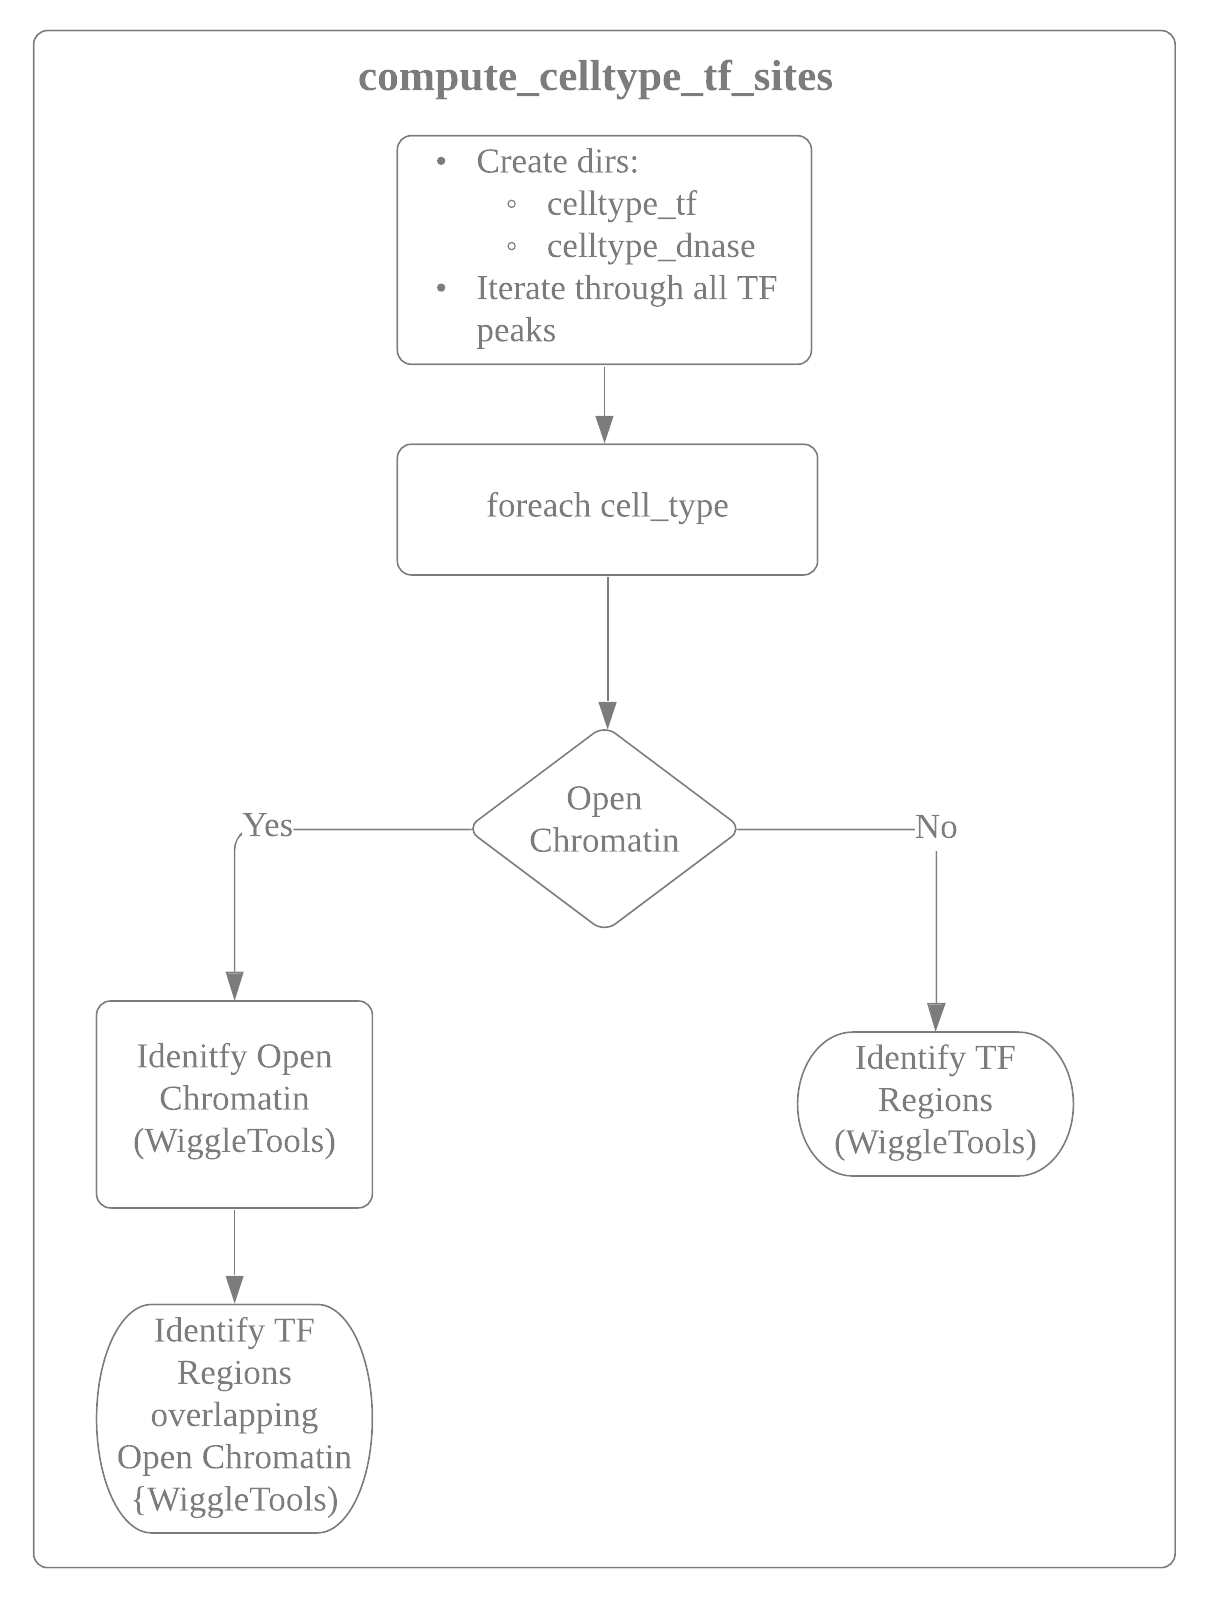 compute_celltype_tf_sites
• Create dirs:
◦ celltype_tf
◦ celltype_dnase
• Iterate through all TF
peaks
foreach cell_type
Open
Chromatin
Yes
No
Idenitfy Open
Chromatin
(WiggleTools)
Identify TF
Regions
(WiggleTools)
Identify TF
Regions
overlapping
Open Chromatin
{WiggleTools)